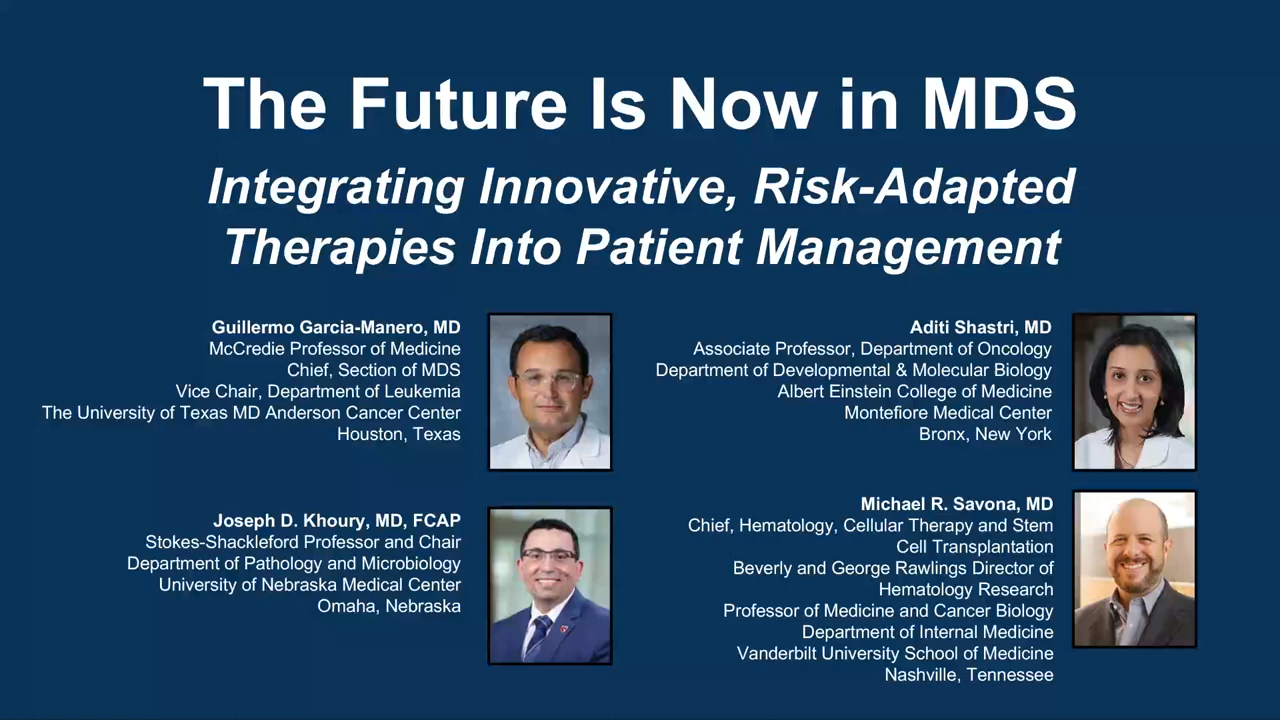 The Future Is Now in MDS
Integrating Innovative, Risk-Adapted
Therapies Into Patient Management
Guillermo Garcia-Manero, MD
McCredie Professor of Medicine
Chief, Section of MDS
Vice Chair, Department of Leukemia
The University of Texas MD Anderson Cancer Center
Houston, Texas
Aditi Shastri, MD
Associate Professor, Department of Oncology
Department of Developmental & Molecular Biology
Albert Einstein College of Medicine
Montefiore Medical Center
Bronx, New York
Joseph D. Khoury, MD, FCAP
Stokes-Shackleford Professor and Chair
Department of Pathology and Microbiology
University of Nebraska Medical Center
Omaha, Nebraska
Michael R. Savona, MD
Chief, Hematology, Cellular Therapy and Stem
Cell Transplantation
Beverly and George Rawlings Director of
Hematology Research
Professor of Medicine and Cancer Biology
Department of Internal Medicine
Vanderbilt University School of Medicine
Nashville, Tennessee